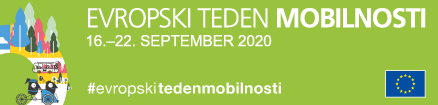 EVROPSKI TEDEN MOBILNOSTI
16.–22. SEPTEMBER 2020
#evropskitedenmobilnosti